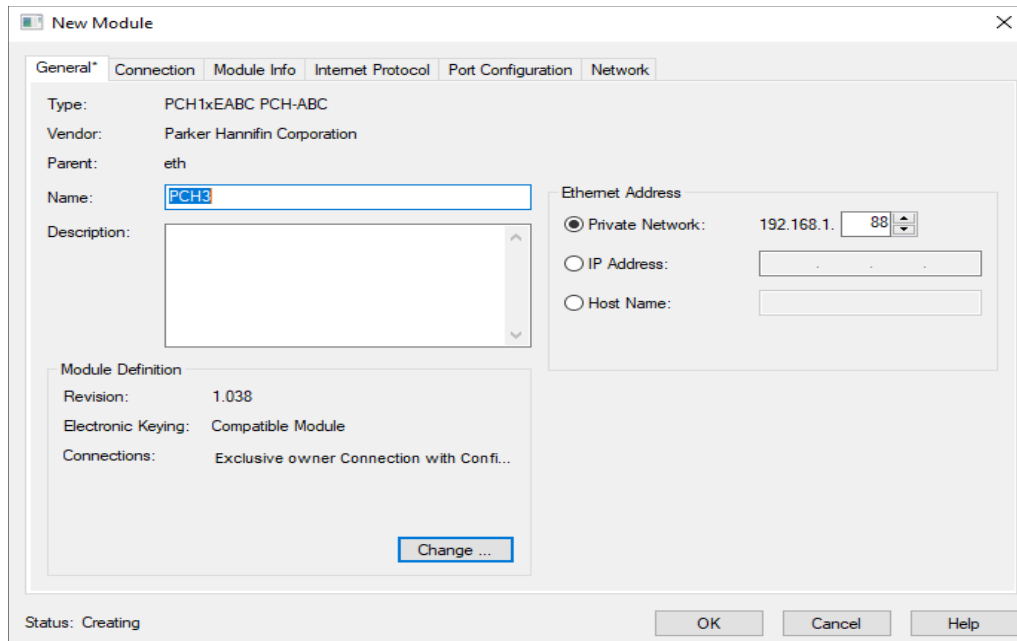 New Module
General* Connection Module Info Internet Protocol Port Configuration Network
Type: PCH1xEABC PCH-ABC
Vendor: Parker Hannifin Corporation
Parent: eth
Name: PCH3
Description:
Ethernet Address
Private Network: 192.168.1. 88
IP Address: . . .
Host Name:
Module Definition
Revision: 1.038
Electronic Keying: Compatible Module
Connections: Exclusive owner Connection with Confi...
Change ...
Status: Creating
OK Cancel Help